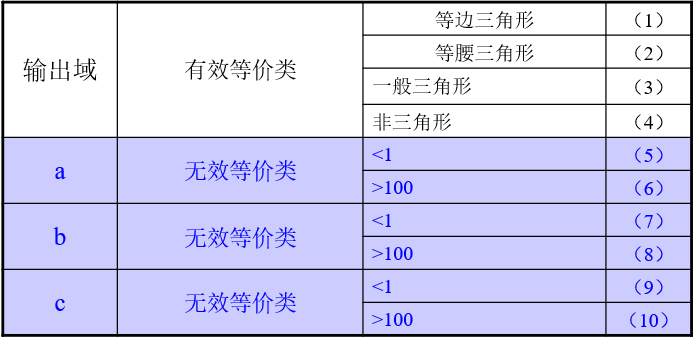 输出域 有效等价类 等边三角形 （1）
等腰三角形 （2）
一般三角形 （3）
非三角形 （4）
a 无效等价类 <1 （5）
>100 （6）
b 无效等价类 <1 （7）
>100 （8）
c 无效等价类 <1 （9）
>100 （10）